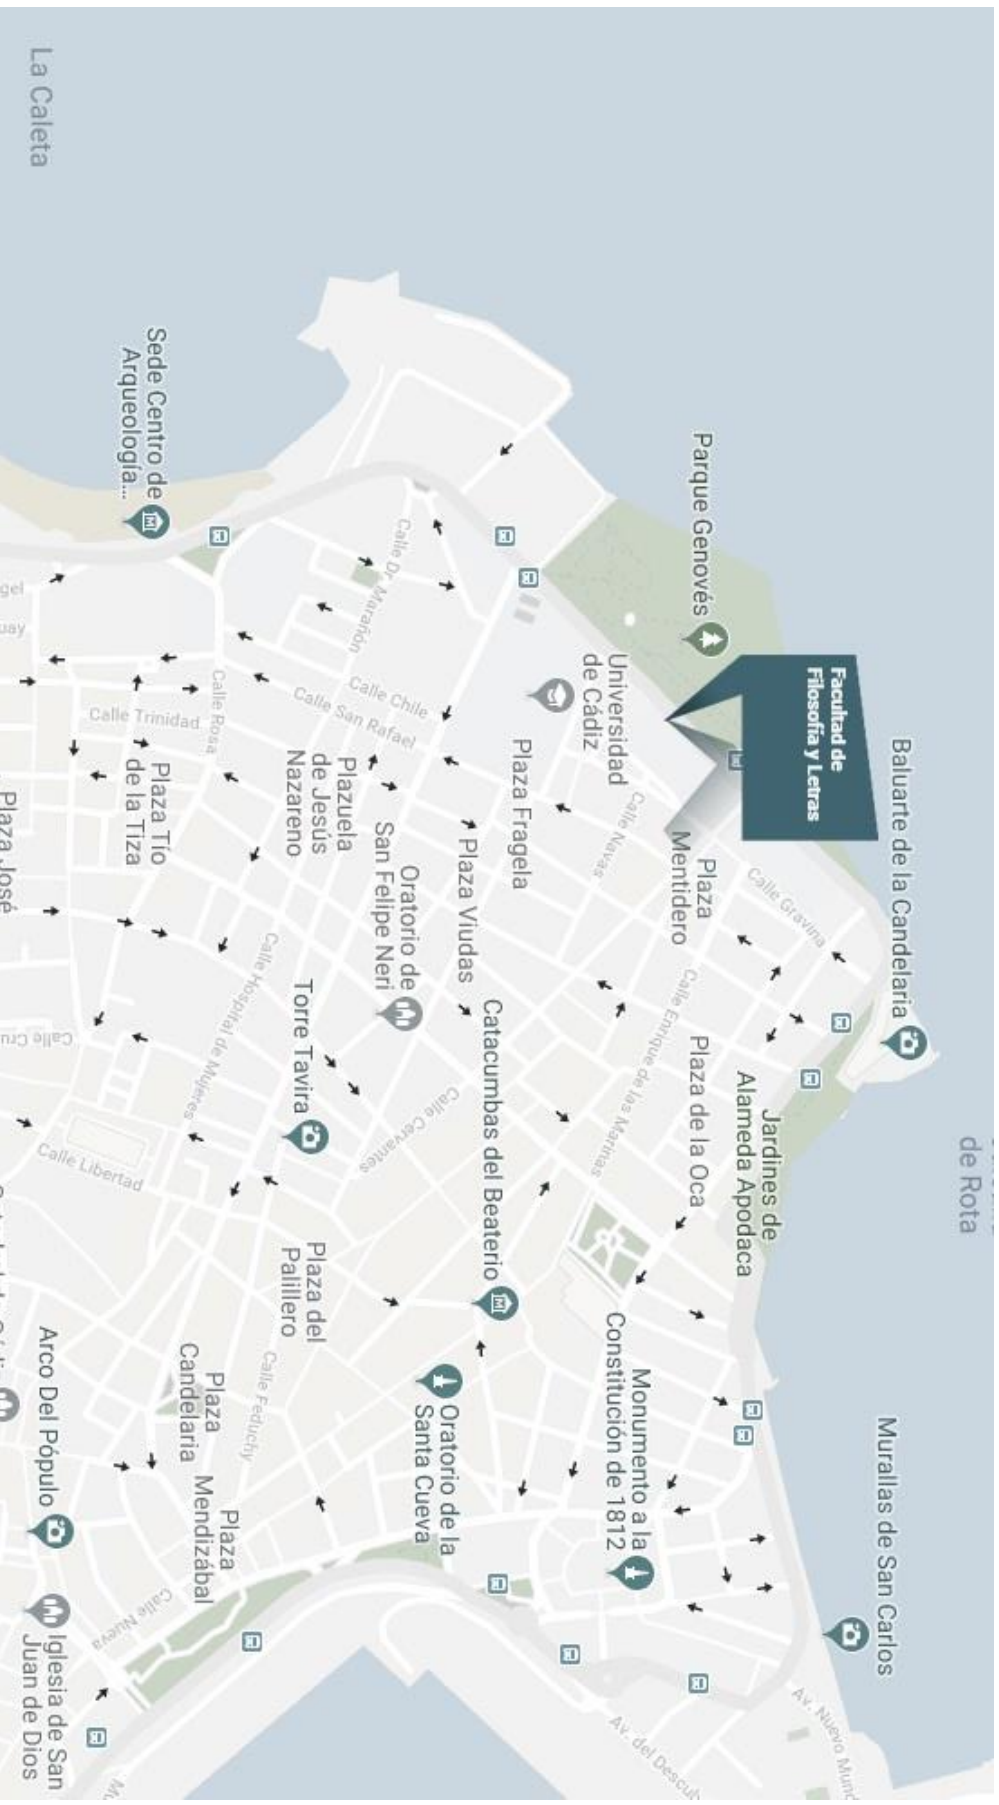 La Caleta
Sede Centro de
Arqueología...
Parque Genovés
Facultad de
Filosofía y Letras
Baluarte de la Candelaria
de Rota
Universidad
de Cádiz
Calle Dr Marañón
Calle Chile
Calle San Rafael
Calle Rosa
Calle Trinidad
Plaza Tío
de la Tiza
Plazuela
de Jesús
Nazareno
Plaza Fragela
Calle Navas
Plaza
Mentidero
Calle Gravina
Oratorio de
San Felipe Neri
Plaza Viudas
Plaza José
Calle Hospital de Mujeres
Torre Tavira
Calle Cervantes
Catacumbas del Beaterio
Calle Enrique de las Marinas
Plaza de la Oca
Jardines de
Alameda Apodaca
Calle Libertad
Plaza del
Palillero
Calle Feduchy
Plaza
Candelaria
Arco Del Pópulo
Oratorio de la
Santa Cueva
Monumento a la
Constitución de 1812
Murallas de San Carlos
Plaza
Mendizábal
Calle Nueva
Iglesia de San
Juan de Dios
Av. Nuevo Mund
Av. del Descub